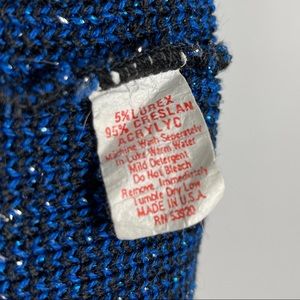 5% LUREX
95% CRESLAN
ACRYLYC
Machine Wash Seperately
In Luke Warm Water
Mild Detergent
Do Not Bleach
Remove Immediately
Tumble Dry Low
MADE IN U.S.A.
RN 53920